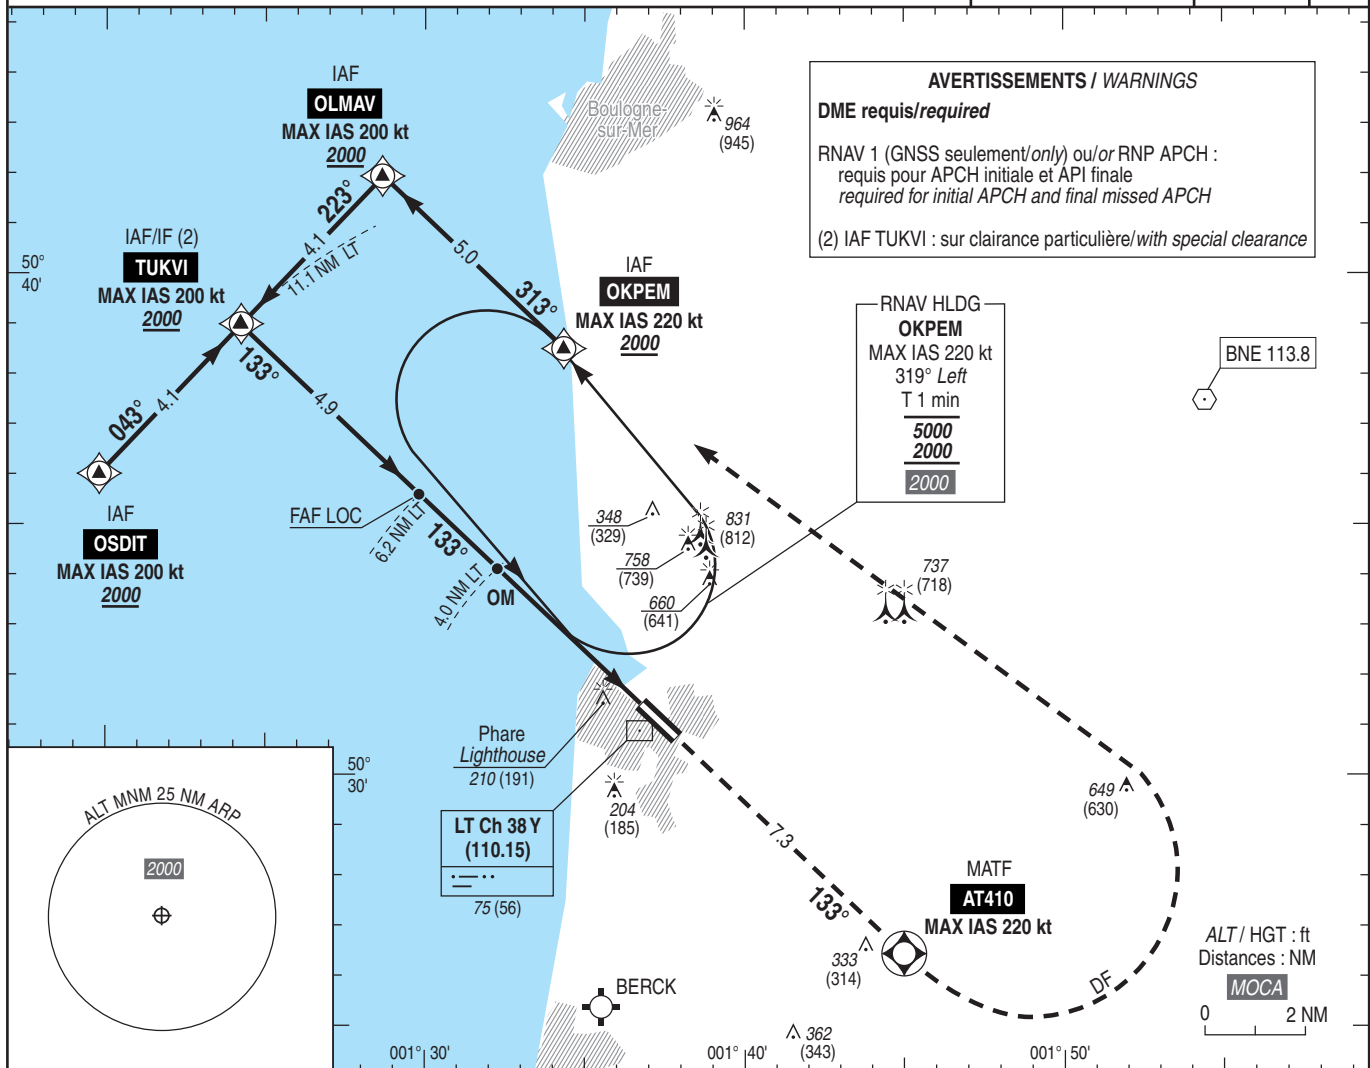 IAF
OLMAV
MAX IAS 200 kt
2000
Boulogne-
sur-Mer
964
(945)
AVERTISSEMENTS / WARNINGS
DME requis/required
RNAV 1 (GNSS seulement/only) ou/or RNP APCH :
requis pour APCH initiale et API finale
required for initial APCH and final missed APCH
(2) IAF TUKVI : sur clairance particulière/with special clearance
223°
4.1
11.1 NM LT
5.0
313°
IAF/IF (2)
TUKVI
MAX IAS 200 kt
2000
50°
40'
IAF
OKPEM
MAX IAS 220 kt
2000
RNAV HLDG
OKPEM
MAX IAS 220 kt
319° Left
T 1 min
5000
2000
2000
BNE 113.8
133°
4.9
043°
4.1
IAF
OSDIT
MAX IAS 200 kt
2000
FAF LOC
6.2 NM LT
133°
4.0 NM LT
OM
348
(329)
831
(812)
758
(739)
660
(641)
737
(718)
Phare
Lighthouse
210 (191)
50°
30'
204
(185)
LT Ch 38 Y
(110.15)
75 (56)
649
(630)
7.3
133°
MATF
AT410
MAX IAS 220 kt
333
(314)
DF
ALT MNM 25 NM ARP
2000
BERCK
362
(343)
ALT / HGT : ft
Distances : NM
MOCA
0 2 NM
001° 30'
001° 40'
001° 50'